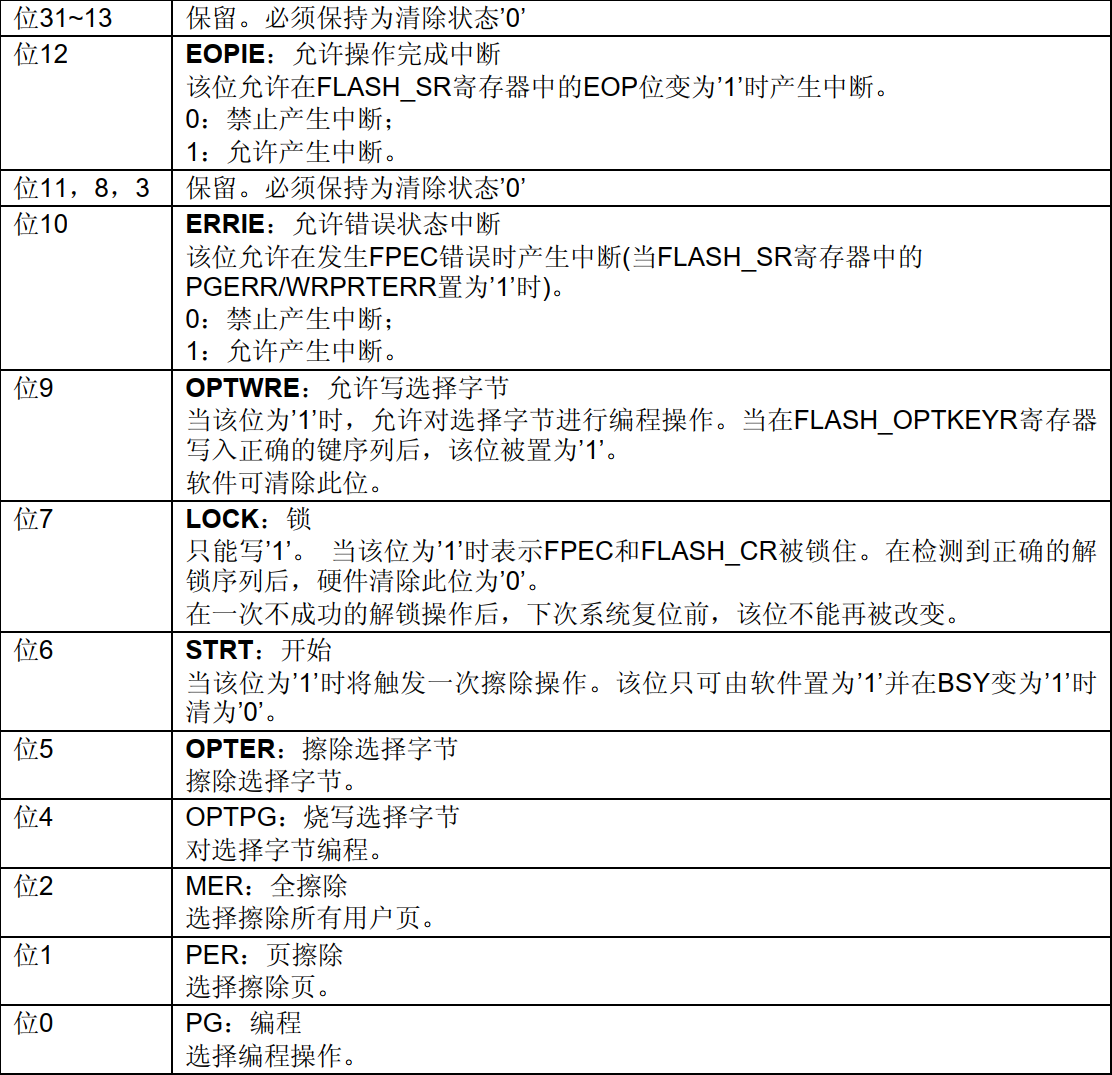 位31~13 保留。必须保持为清除状态’0’
位12 EOPIE：允许操作完成中断
该位允许在FLASH_SR寄存器中的EOP位变为’1’时产生中断。
0：禁止产生中断；
1：允许产生中断。
位11，8，3 保留。必须保持为清除状态’0’
位10 ERRIE：允许错误状态中断
该位允许在发生FPEC错误时产生中断(当FLASH_SR寄存器中的
PGERR/WRPRTERR置为’1’时)。
0：禁止产生中断；
1：允许产生中断。
位9 OPTWRE：允许写选择字节
当该位为’1’时，允许对选择字节进行编程操作。当在FLASH_OPTKEYR寄存器
写入正确的键序列后，该位被置为’1’。
软件可清除此位。
位7 LOCK：锁
只能写’1’。 当该位为’1’时表示FPEC和FLASH_CR被锁住。在检测到正确的解
锁序列后，硬件清除此位为’0’。
在一次不成功的解锁操作后，下次系统复位前，该位不能再被改变。
位6 STRT：开始
当该位为’1’时将触发一次擦除操作。该位只可由软件置为’1’并在BSY变为’1’时
清为’0’。
位5 OPTER：擦除选择字节
擦除选择字节。
位4 OPTPG：烧写选择字节
对选择字节编程。
位2 MER：全擦除
选择擦除所有用户页。
位1 PER：页擦除
选择擦除页。
位0 PG：编程
选择编程操作。